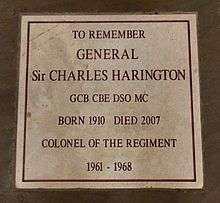 TO REMEMBER
GENERAL
Sir CHARLES HARINGTON
GCB CBE DSO MC
BORN 1910 DIED 2007
COLONEL OF THE REGIMENT
1961 - 1968